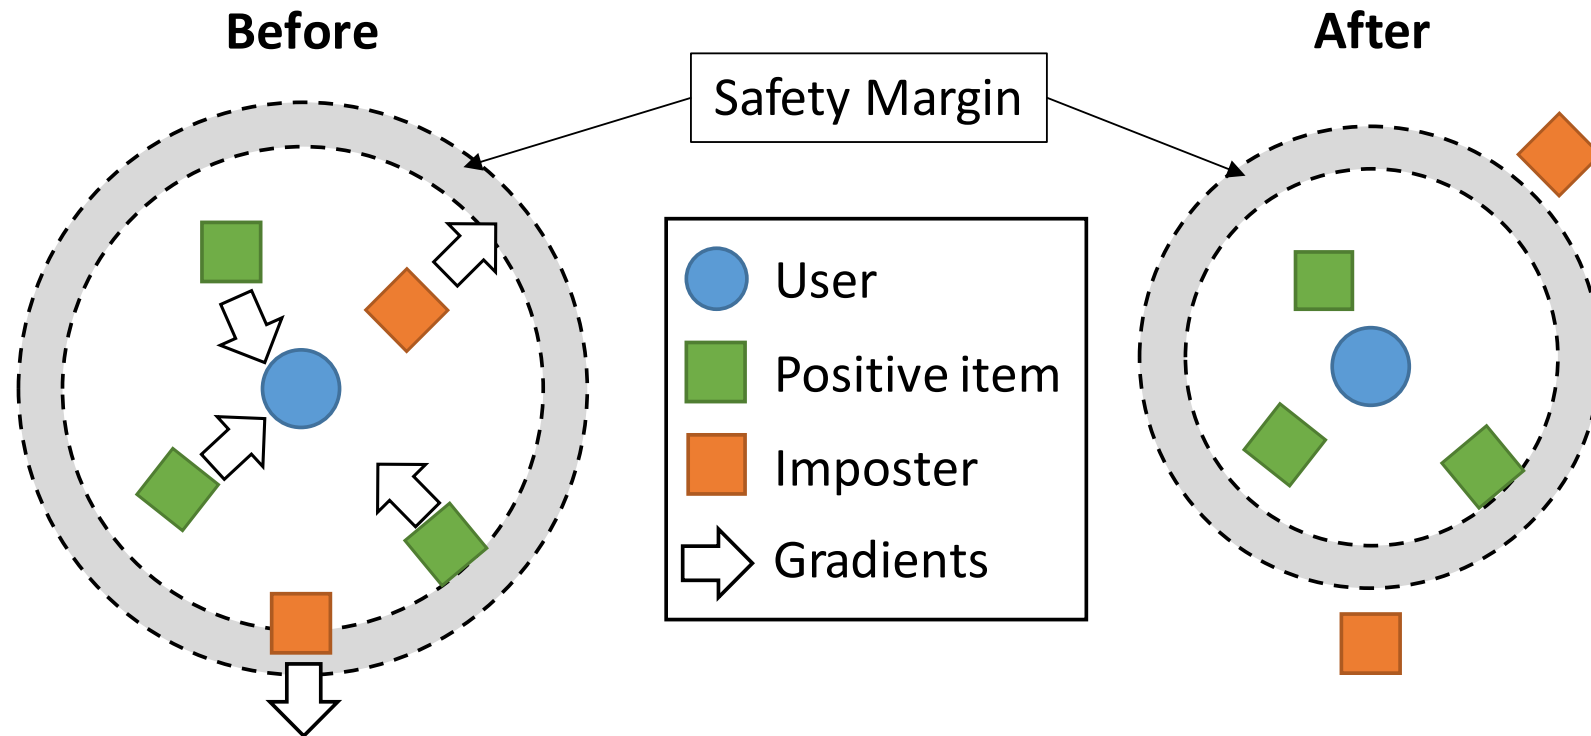 Before
After
Safety Margin
User
Positive item
Imposter
Gradients